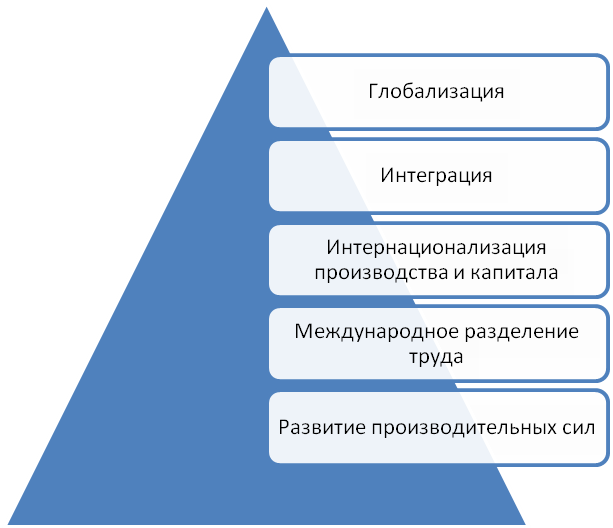 Глобализация
Интеграция
Интернационализация
производства и капитала
Международное разделение
труда
Развитие производительных сил